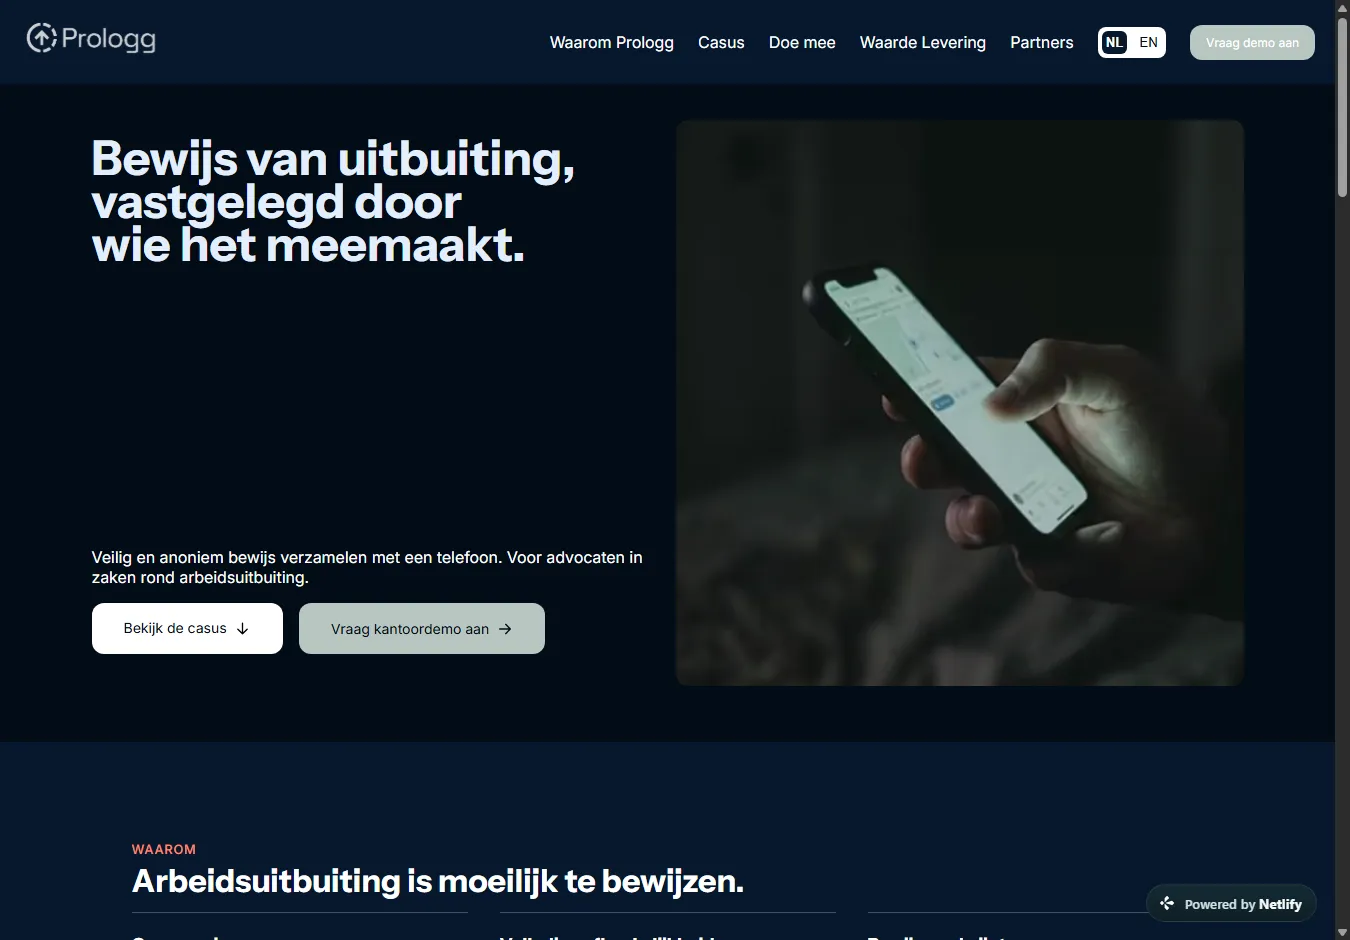 Prologg
Waarom Prologg
Casus
Doe mee
Waarde Levering
Partners
NL
EN
Vraag demo aan
Bewijs van uitbuiting,
vastgelegd door
wie het meemaakt.
Veilig en anoniem bewijs verzamelen met een telefoon. Voor advocaten in
zaken rond arbeidsuitbuiting.
Bekijk de casus
Vraag kantoordemo aan
WAAROM
Arbeidsuitbuiting is moeilijk te bewijzen.
Powered by Netlify